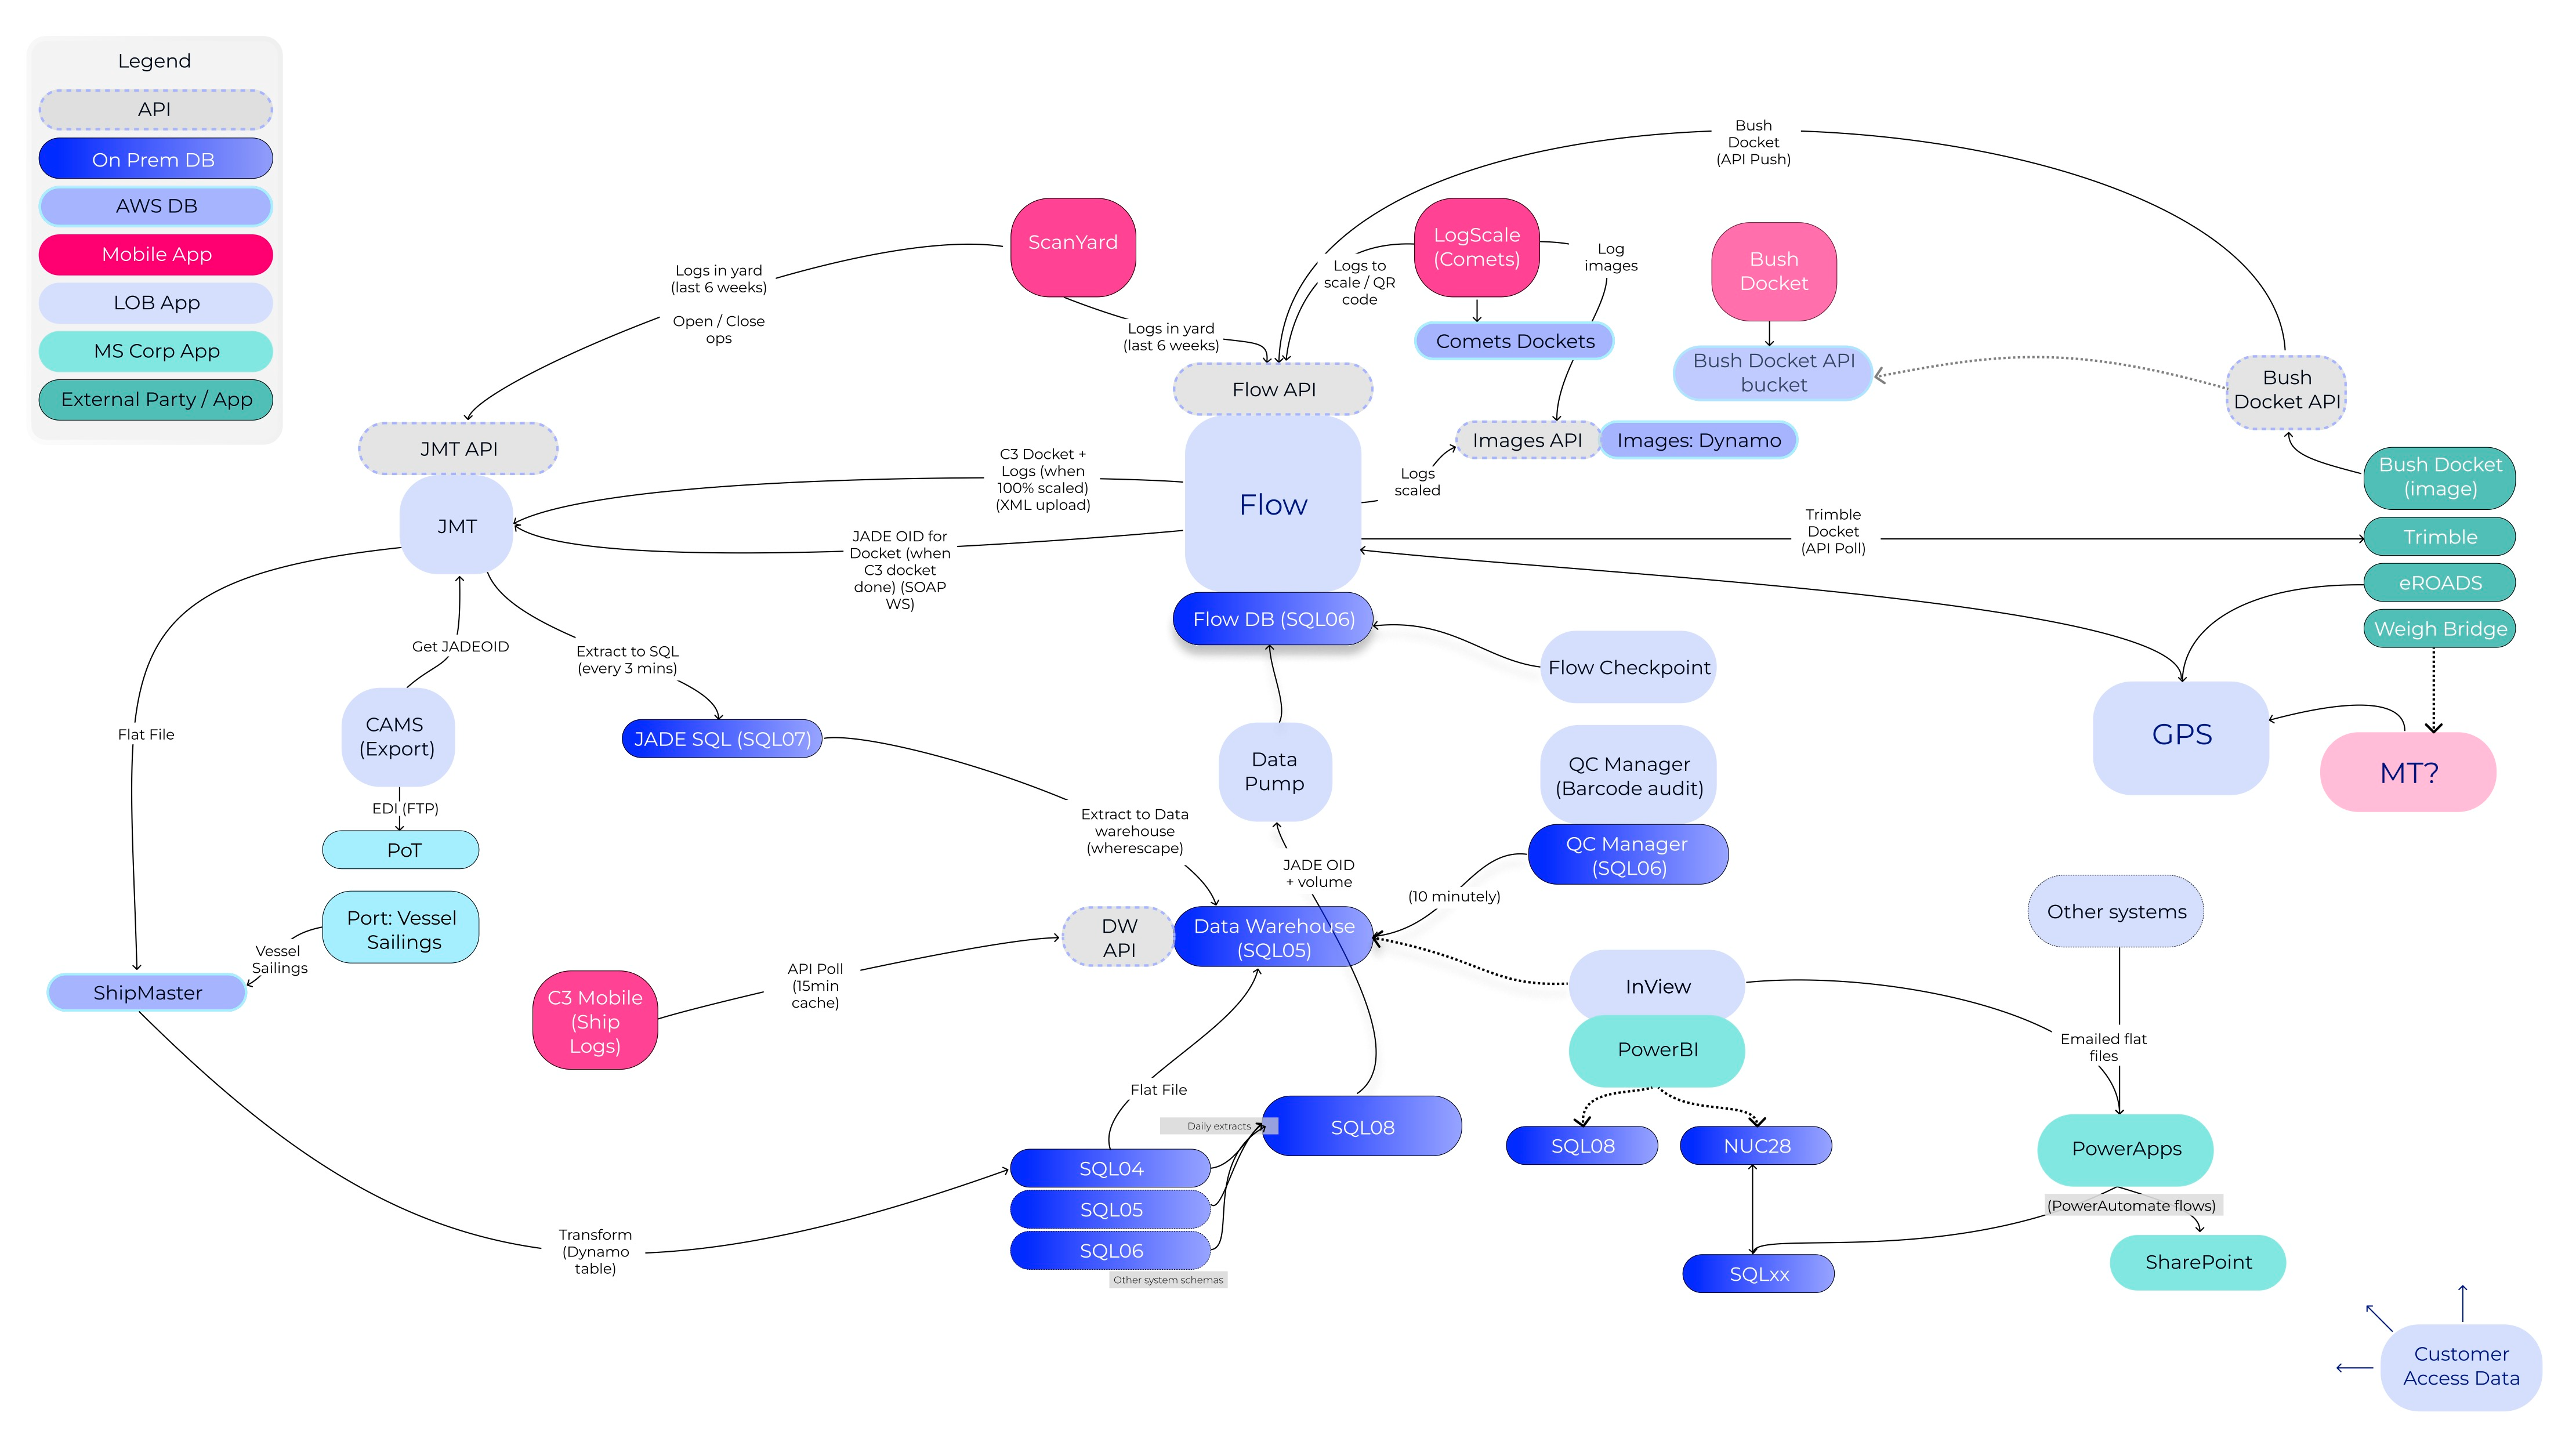 Legend
API
On Prem DB
AWS DB
Mobile App
LOB App
MS Corp App
External Party / App
Bush
Docket
(API Push)
ScanYard
LogScale
(Comets)
Log
images
Bush
Docket
Logs in yard
(last 6 weeks)
Open / Close
ops
Logs to
scale / QR
code
Logs in yard
(last 6 weeks)
Comets Dockets
Bush Docket API
bucket
Flow API
Bush
Docket API
JMT API
Images API
Images: Dynamo
C3 Docket +
Logs (when
100% scaled)
(XML upload)
Logs
scaled
Bush Docket
(image)
Flow
JMT
Trimble
Docket
(API Poll)
Trimble
JADE OID for
Docket (when
C3 docket
done) (SOAP
WS)
eROADS
Flow DB (SQL06)
Weigh Bridge
Get JADEOID
Extract to SQL
(every 3 mins)
Flow Checkpoint
Flat File
CAMS
(Export)
JADE SQL (SQL07)
Data
Pump
QC Manager
(Barcode audit)
GPS
MT?
EDI (FTP)
PoT
Extract to Data
warehouse
(wherescape)
JADE OID
+ volume
QC Manager
(SQL06)
(10 minutely)
Port: Vessel
Sailings
Vessel
Sailings
DW
API
Data Warehouse
(SQL05)
Other systems
ShipMaster
C3 Mobile
(Ship
Logs)
API Poll
(15min
cache)
InView
PowerBI
Emailed flat
files
Flat File
Daily extracts
SQL08
SQL08
NUC28
PowerApps
SQL04
SQL05
SQL06
Other system schemas
(PowerAutomate flows)
Transform
(Dynamo
table)
SQLxx
SharePoint
Customer
Access Data